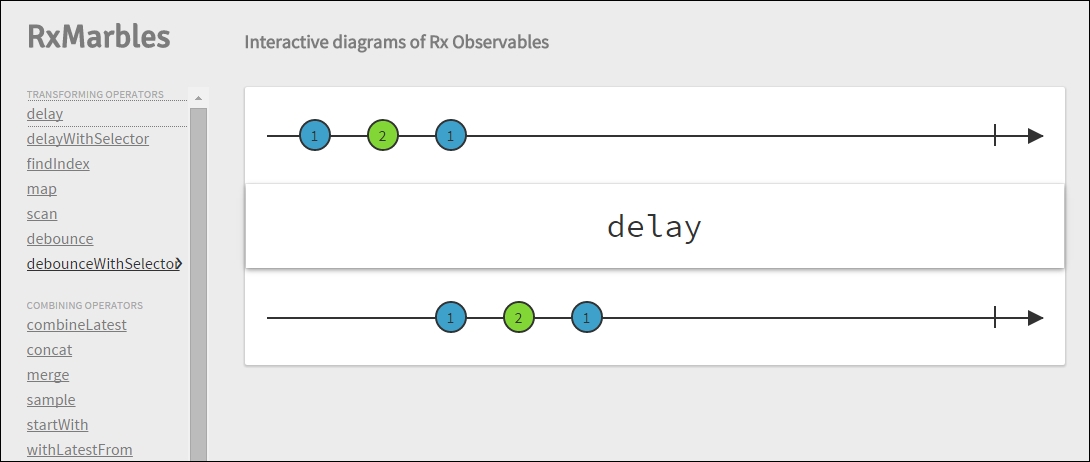 RxMarbles
Interactive diagrams of Rx Observables
TRANSFORMING OPERATORS
delay
delayWithSelector
findIndex
map
scan
debounce
debounceWithSelector
COMBINING OPERATORS
combineLatest
concat
merge
sample
startWith
withLatestFrom
1 2 1
delay
1 2 1